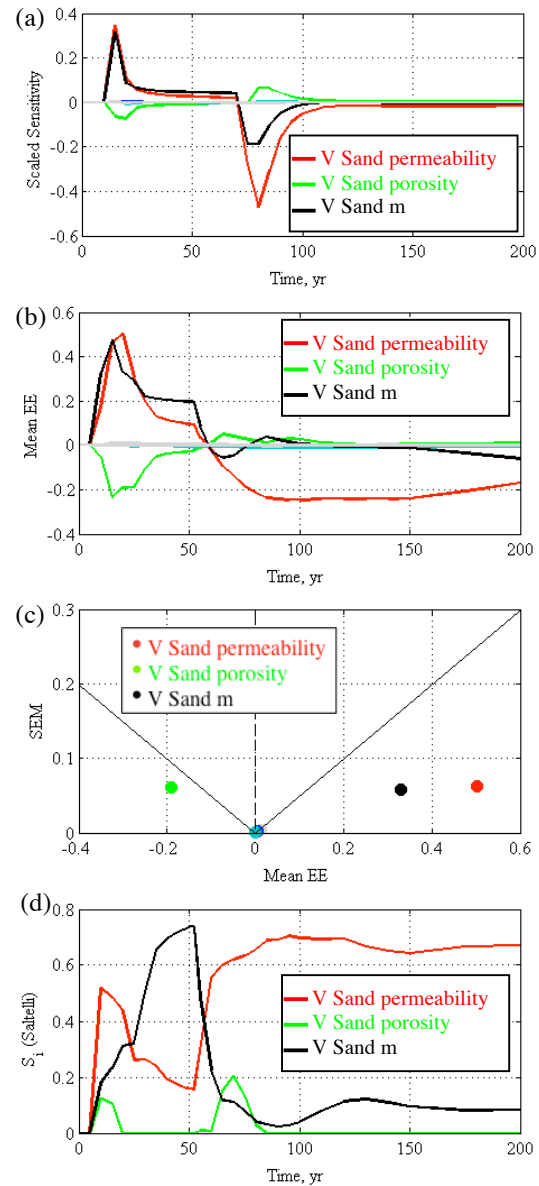 (a)
0.4
0.2
0
-0.2
-0.4
-0.6
Scaled Sensitivity
V Sand permeability
V Sand porosity
V Sand m
0 50 100 150 200
Time, yr
(b)
0.6
0.4
0.2
0
-0.2
-0.4
Mean EE
V Sand permeability
V Sand porosity
V Sand m
0 50 100 150 200
Time, yr
(c)
0.3
0.2
0.1
0
SEM
V Sand permeability
V Sand porosity
V Sand m
-0.4 -0.2 0 0.2 0.4 0.6
Mean EE
(d)
0.8
0.6
0.4
0.2
0
S_i (Saltelli)
V Sand permeability
V Sand porosity
V Sand m
0 50 100 150 200
Time, yr